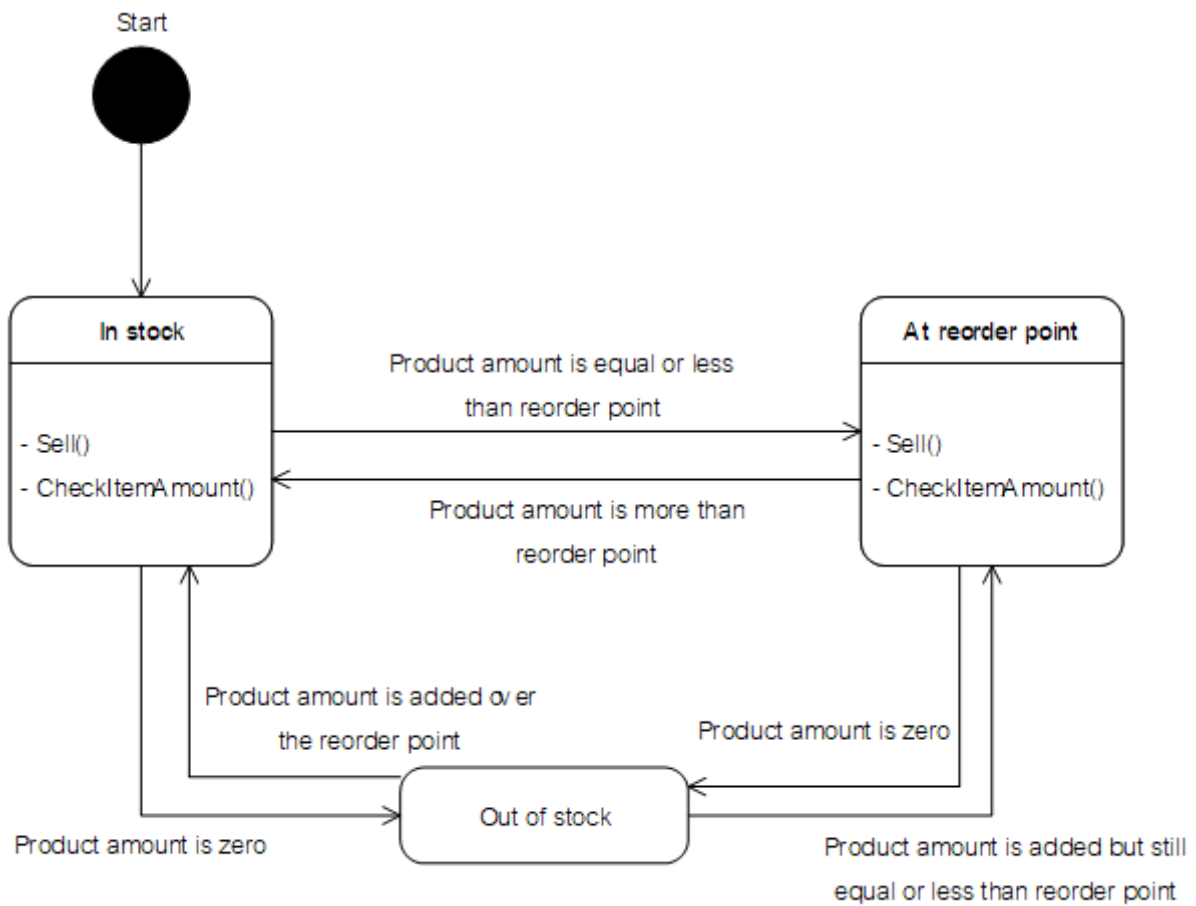 Start
In stock
- Sell()
- CheckItemAmount()
Product amount is equal or less
than reorder point
Product amount is more than
reorder point
At reorder point
- Sell()
- CheckItemAmount()
Product amount is added over
the reorder point
Product amount is zero
Out of stock
Product amount is zero
Product amount is added but still
equal or less than reorder point